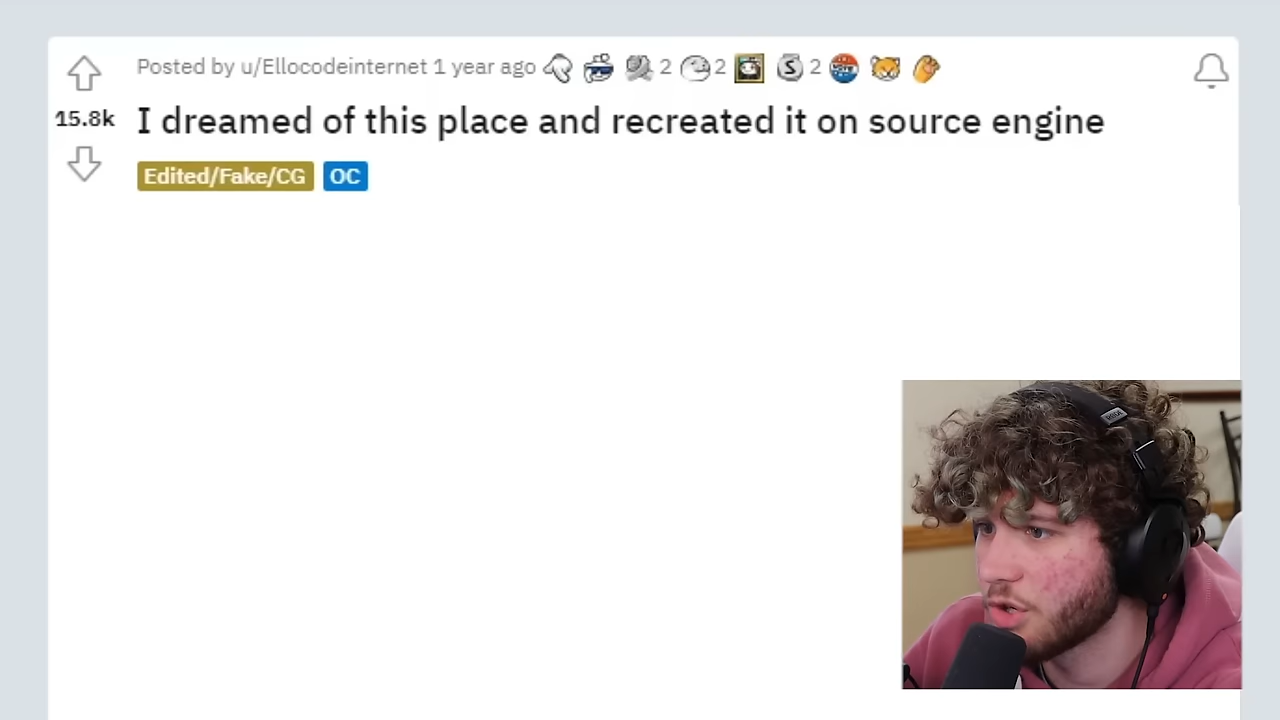 Posted by u/Ellocodeinternet 1 year ago 2 2 S 2
15.8k
I dreamed of this place and recreated it on source engine
Edited/Fake/CG OC